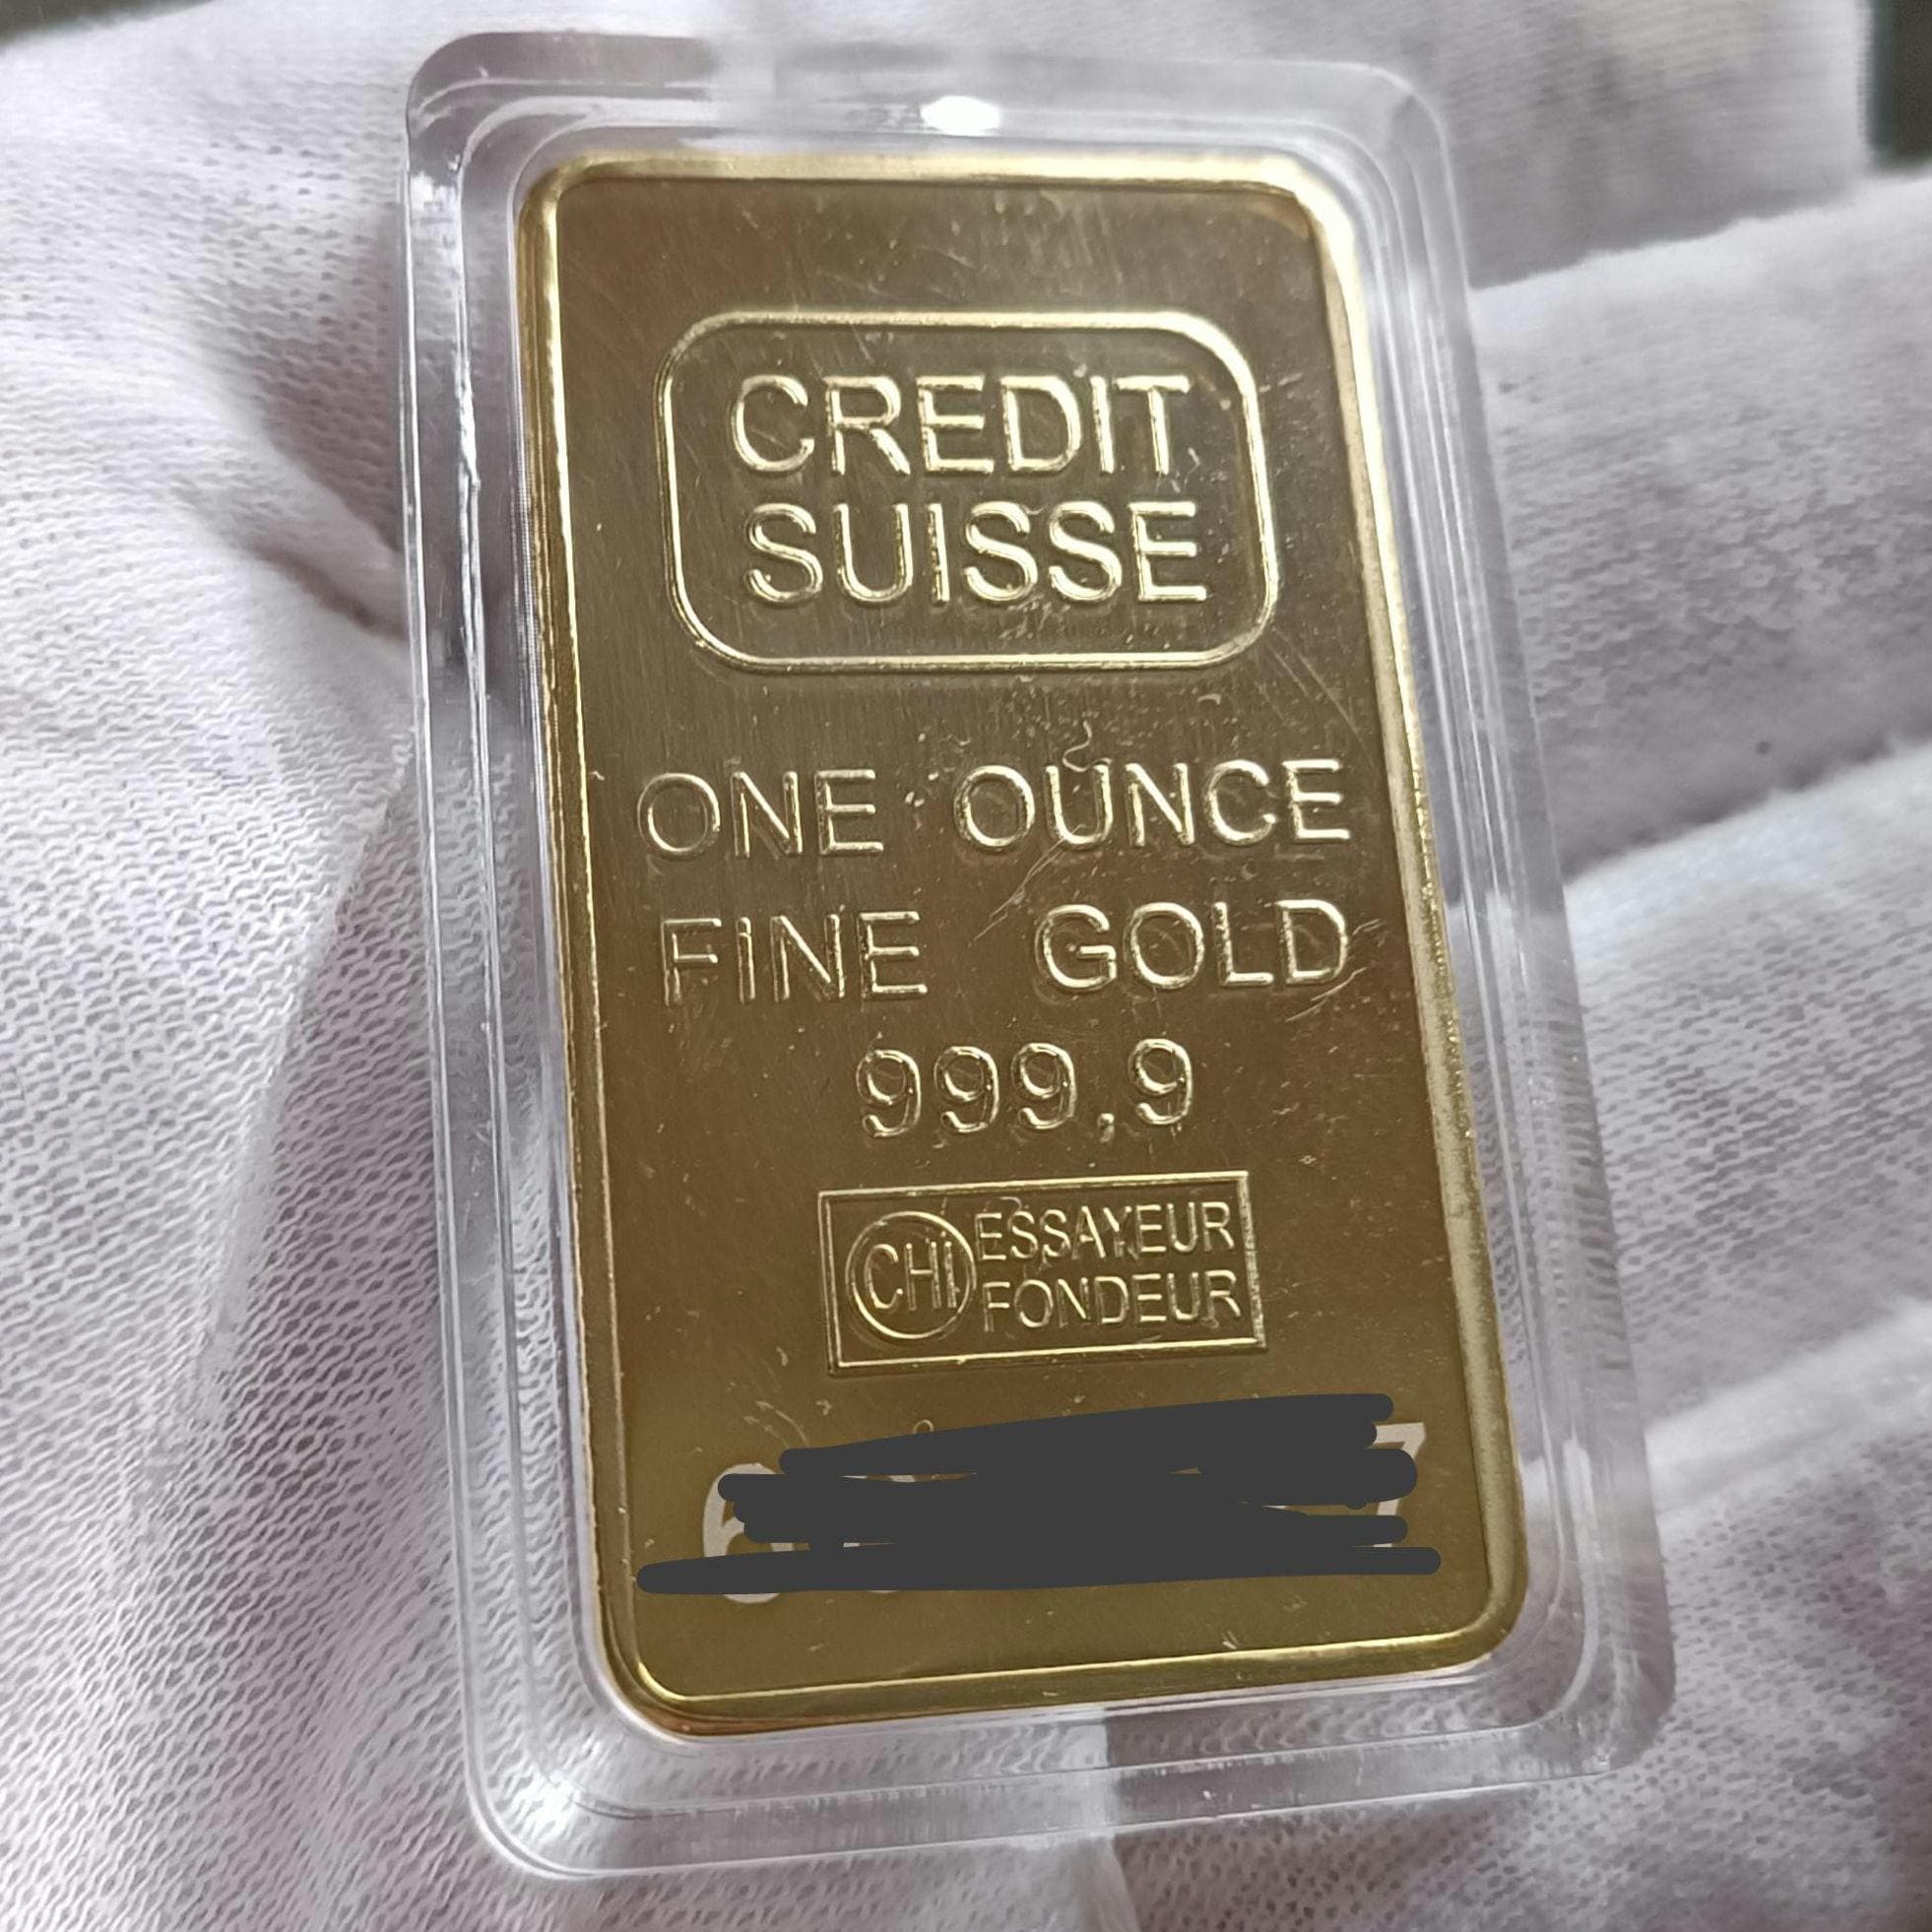 CREDIT
SUISSE
ONE OUNCE
FINE GOLD
999,9
CHI ESSAYEUR
FONDEUR